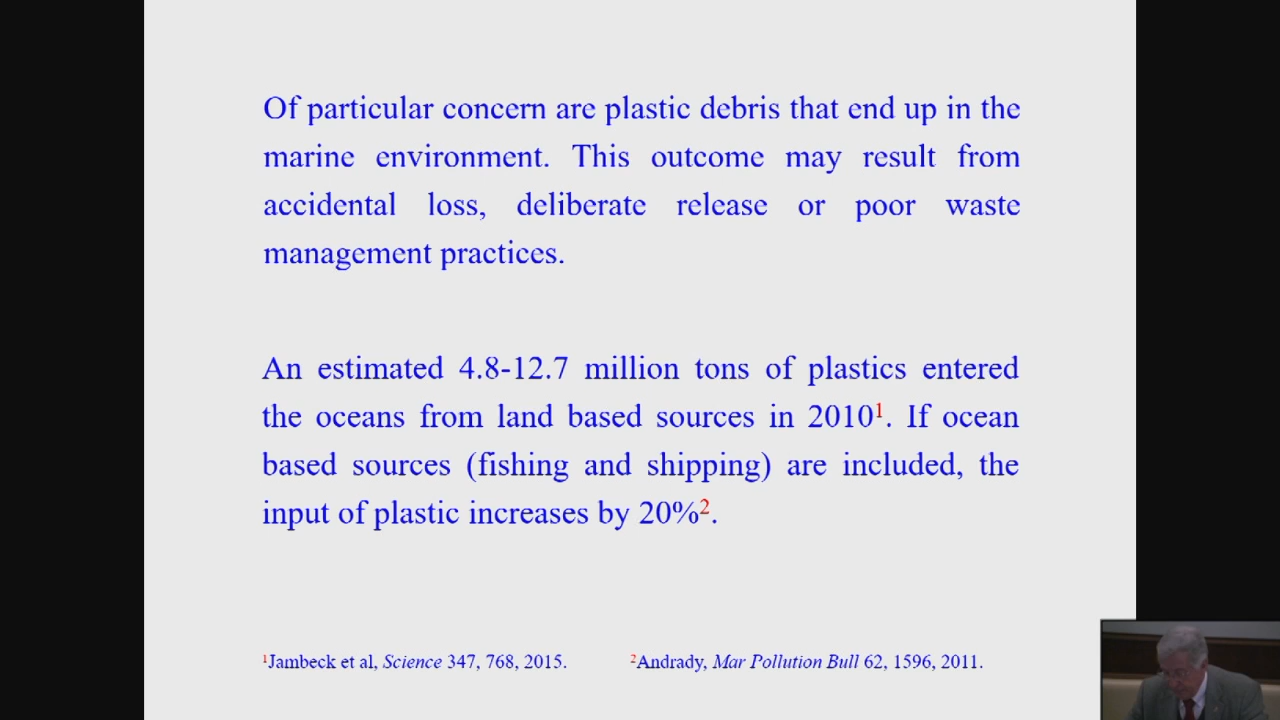 Of particular concern are plastic debris that end up in the
marine environment. This outcome may result from
accidental loss, deliberate release or poor waste
management practices.
An estimated 4.8-12.7 million tons of plastics entered
the oceans from land based sources in 2010¹. If ocean
based sources (fishing and shipping) are included, the
input of plastic increases by 20%².
¹Jambeck et al, Science 347, 768, 2015.
²Andrady, Mar Pollution Bull 62, 1596, 2011.